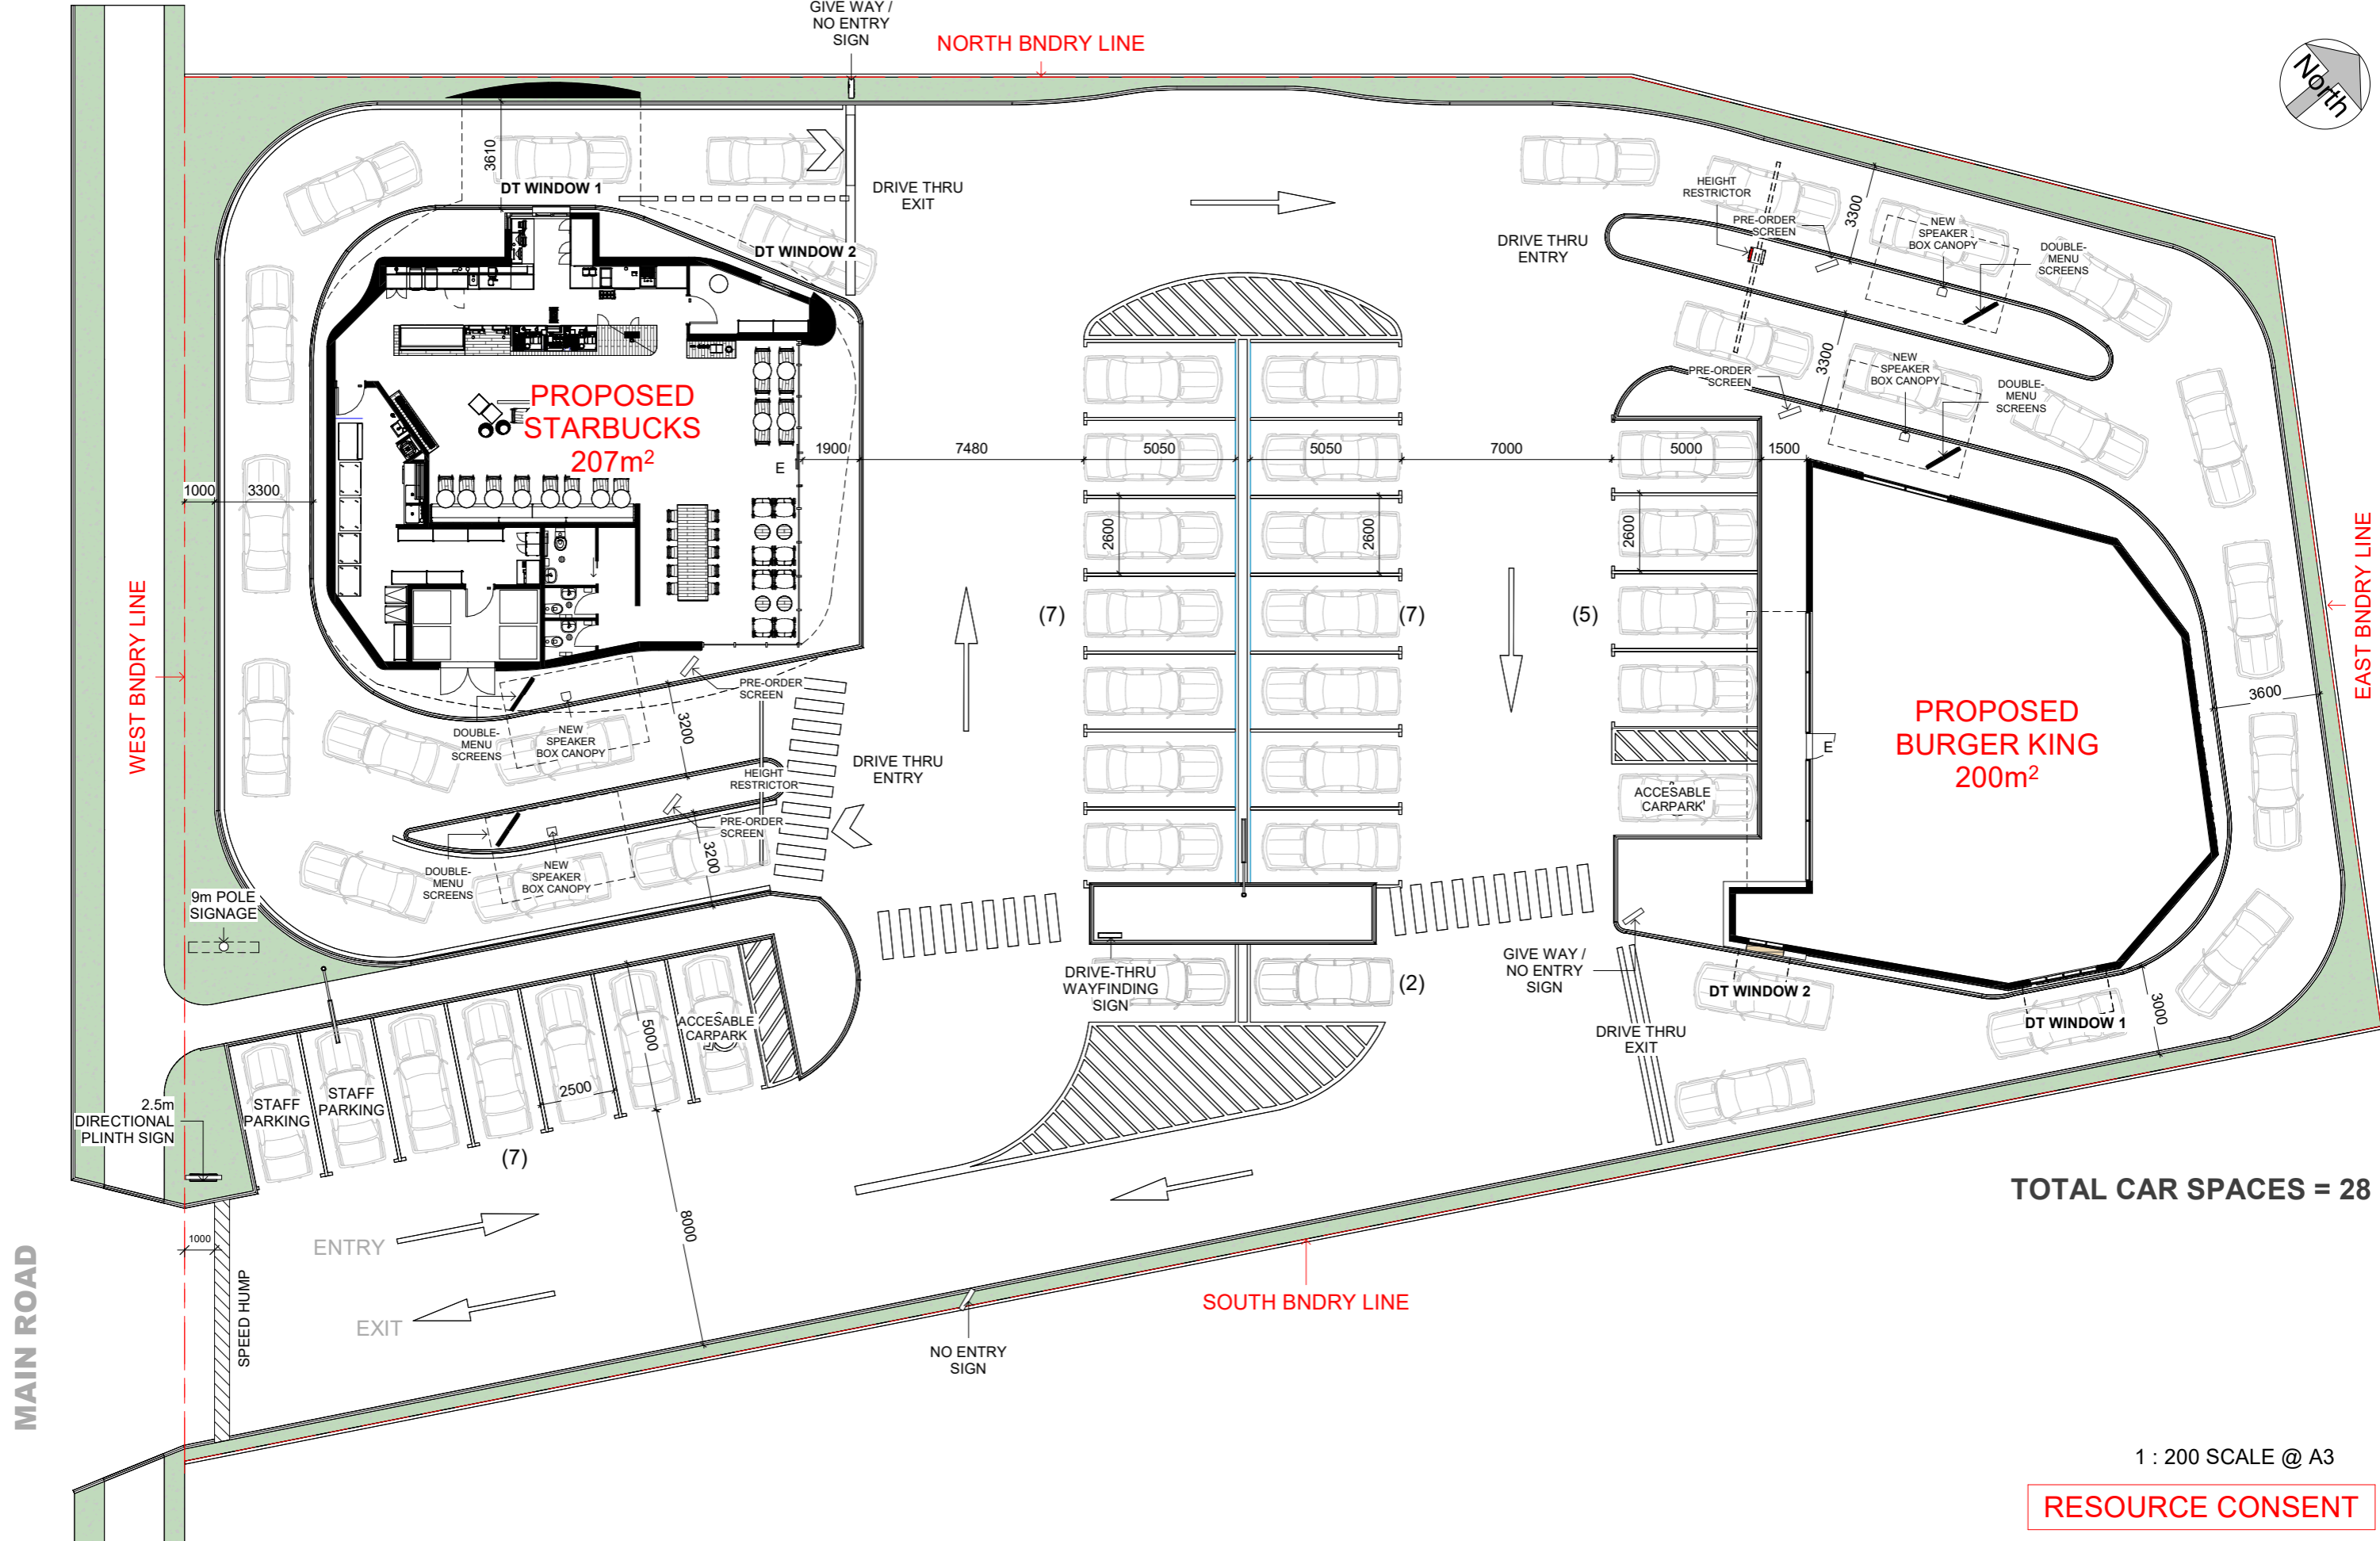 GIVE WAY /
NO ENTRY
SIGN
NORTH BNDRY LINE
North
3610
DT WINDOW 1
DRIVE THRU
EXIT
DT WINDOW 2
HEIGHT
RESTRICTOR
PRE-ORDER
SCREEN
3300
NEW
SPEAKER
BOX CANOPY
DOUBLE-
MENU
SCREENS
DRIVE THRU
ENTRY
3300
PRE-ORDER
SCREEN
NEW
SPEAKER
BOX CANOPY
DOUBLE-
MENU
SCREENS
PROPOSED
STARBUCKS
207m²
E
1900
7480
5050
5050
7000
5000
1500
1000
3300
2600
2600
2600
WEST BNDRY LINE
EAST BNDRY LINE
(7)
(7)
(5)
PRE-ORDER
SCREEN
3200
DOUBLE-
MENU
SCREENS
NEW
SPEAKER
BOX CANOPY
HEIGHT
RESTRICTOR
DRIVE THRU
ENTRY
PRE-ORDER
SCREEN
3200
DOUBLE-
MENU
SCREENS
NEW
SPEAKER
BOX CANOPY
3600
PROPOSED
BURGER KING
200m²
E
ACCESABLE
CARPARK
9m POLE
SIGNAGE
DRIVE-THRU
WAYFINDING
SIGN
(2)
GIVE WAY /
NO ENTRY
SIGN
DT WINDOW 2
DT WINDOW 1
3000
DRIVE THRU
EXIT
ACCESABLE
CARPARK
5000
2500
STAFF
PARKING
STAFF
PARKING
2.5m
DIRECTIONAL
PLINTH SIGN
(7)
8000
TOTAL CAR SPACES = 28
1000
ENTRY
EXIT
SPEED HUMP
MAIN ROAD
SOUTH BNDRY LINE
NO ENTRY
SIGN
1 : 200 SCALE @ A3
RESOURCE CONSENT